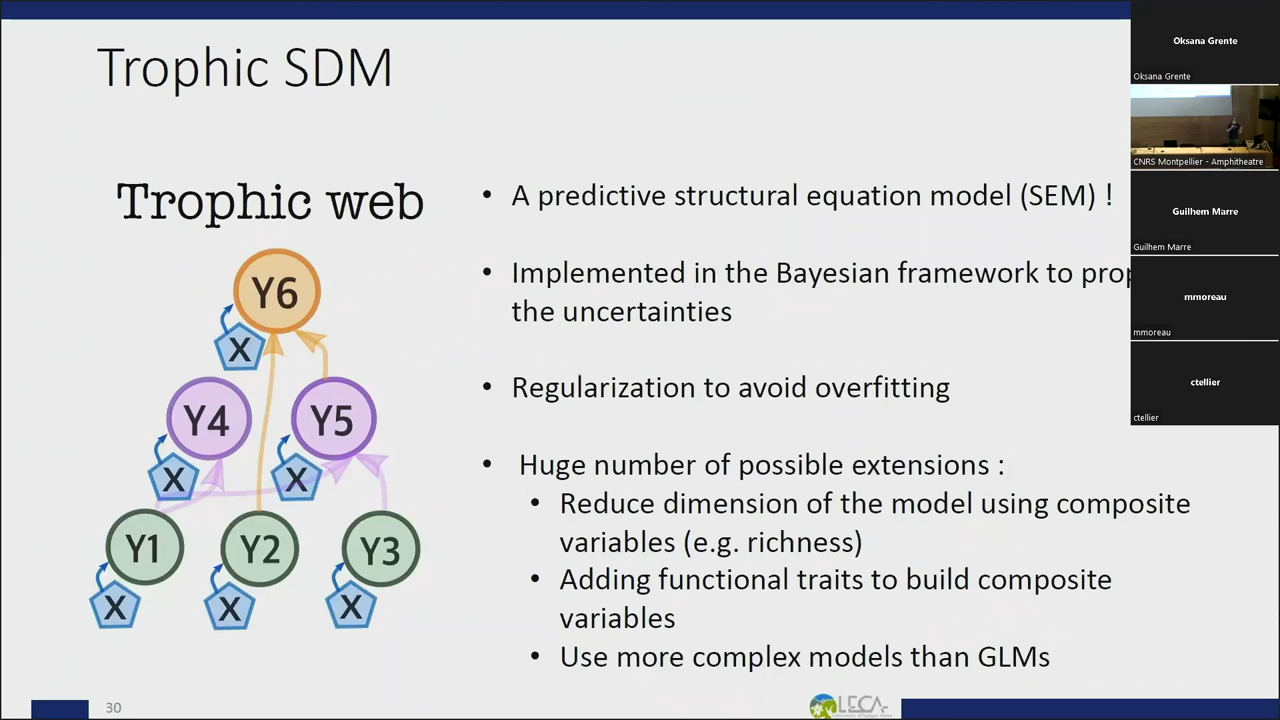 Trophic SDM
Trophic web
Y6
X
Y4
Y5
X
X
Y1
Y2
Y3
X
X
X
• A predictive structural equation model (SEM) !
• Implemented in the Bayesian framework to
the uncertainties
• Regularization to avoid overfitting
• Huge number of possible extensions :
• Reduce dimension of the model using composite
variables (e.g. richness)
• Adding functional traits to build composite
variables
• Use more complex models than GLMs
30
LECA
Oksana Grente
Oksana Grente
CNRS Montpellier - Amphitheatre
Guilhem Marre
Guilhem Marre
mmoreau
mmoreau
ctellier
ctellier